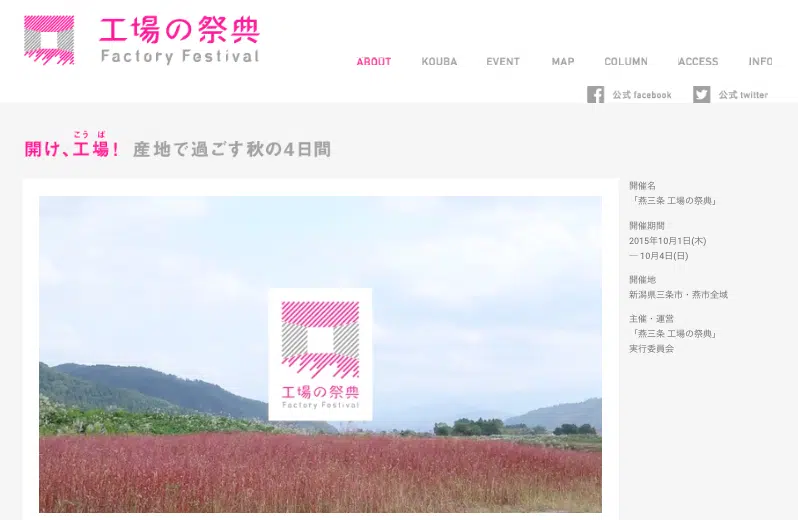 工場の祭典
Factory Festival
ABOUT KOUBA EVENT MAP COLUMN ACCESS INFO
公式 facebook 公式 twitter
こう ば
開け、工場! 産地で過ごす秋の4日間
開催名
「燕三条 工場の祭典」
開催期間
2015年10月1日(木)
― 10月4日(日)
開催地
新潟県三条市・燕市全域
主催・運営
「燕三条 工場の祭典」
実行委員会
工場の祭典
Factory Festival